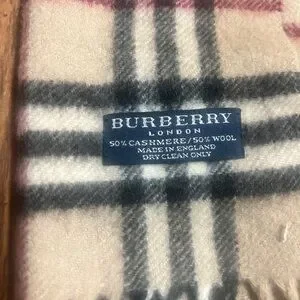 BURBERRY
LONDON
50% CASHMERE/50% WOOL
MADE IN ENGLAND
DRY CLEAN ONLY